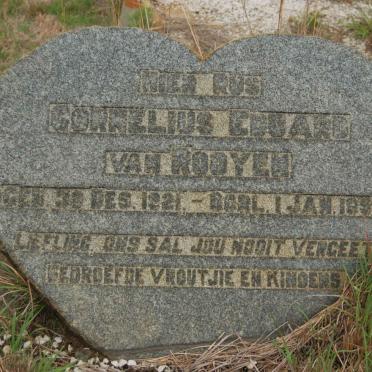 HIER RUS
CORNELIUS EDUARD
VAN ROOYEN
GEB. DES. 1921 - OORL. 1 JAN.
LIEFLING, ONS SAL JOU NOOIT VERGEET
BEDROEFDE VROUTJIE EN KINDERS